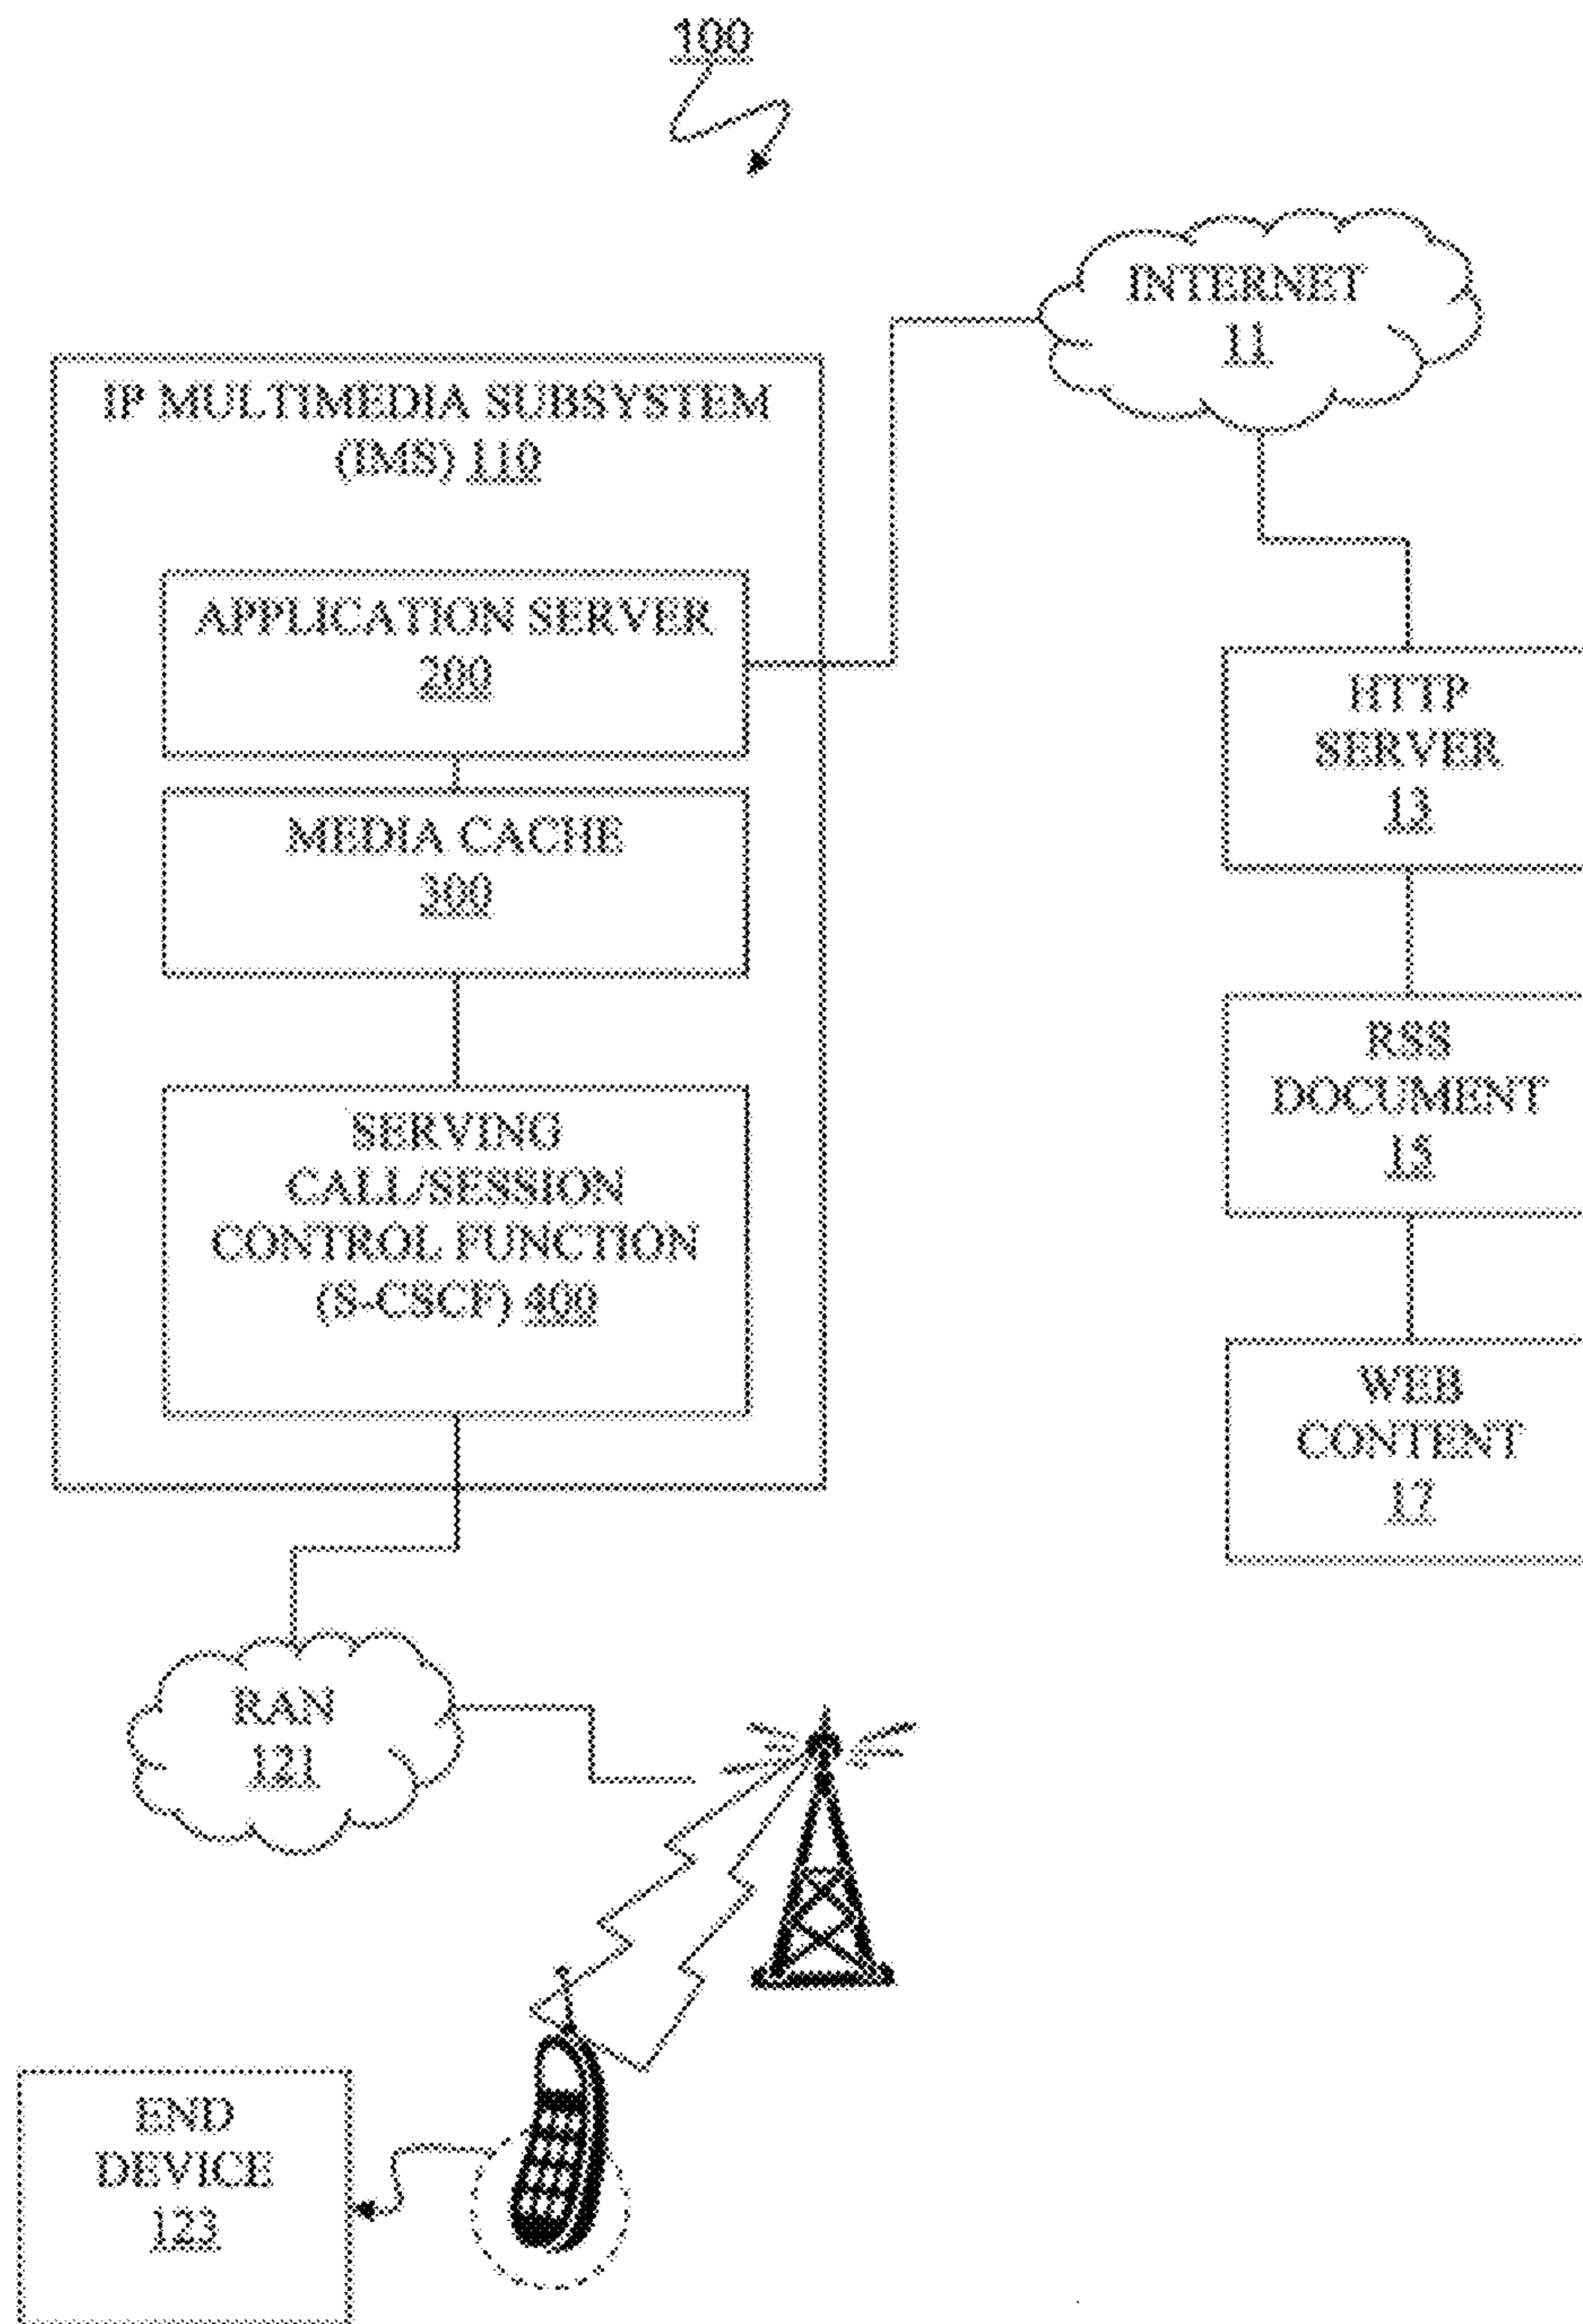 100
INTERNET
11
IP MULTIMEDIA SUBSYSTEM
(IMS) 110
APPLICATION SERVER
200
MEDIA CACHE
300
SERVING
CALL/SESSION
CONTROL FUNCTION
(S-CSCF) 400
HTTP
SERVER
13
RSS
DOCUMENT
15
WEB
CONTENT
17
RAN
121
END
DEVICE
123